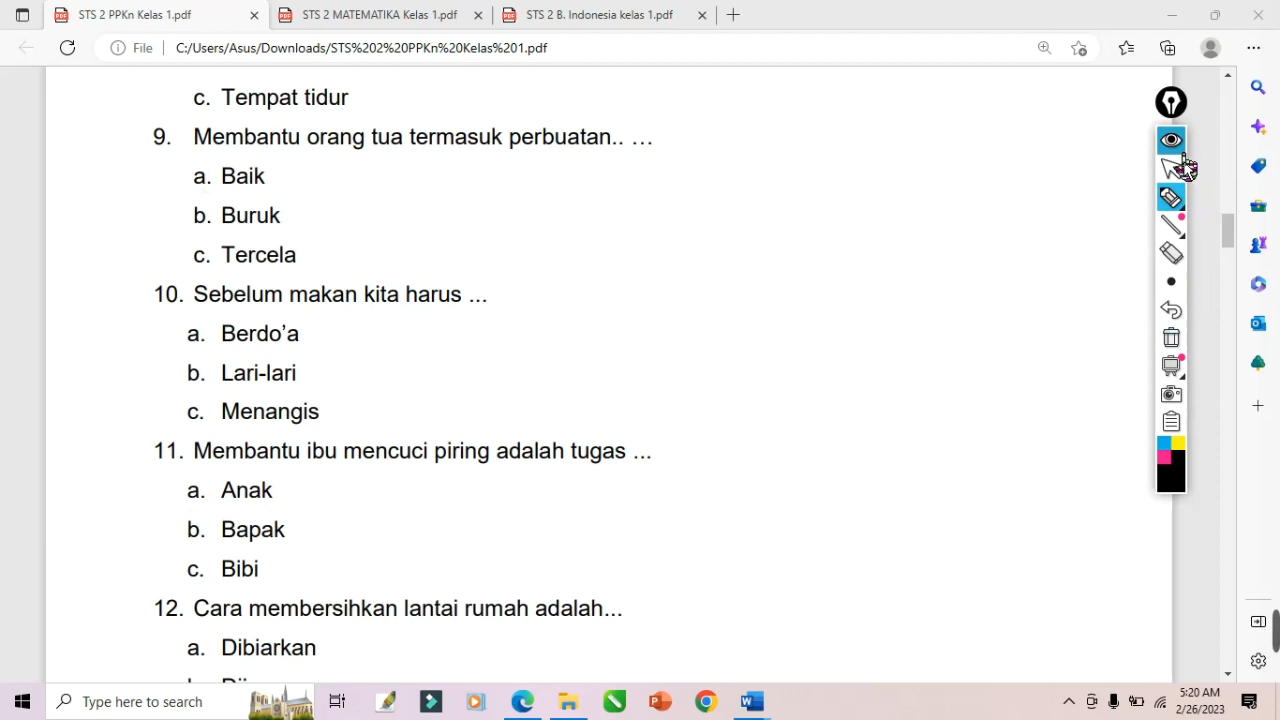 STS 2 PPKn Kelas 1.pdf
STS 2 MATEMATIKA Kelas 1.pdf
STS 2 B. Indonesia kelas 1.pdf
File
C:/Users/Asus/Downloads/STS%202%20PPKn%20Kelas%201.pdf
c. Tempat tidur
9. Membantu orang tua termasuk perbuatan.. …
a. Baik
b. Buruk
c. Tercela
10. Sebelum makan kita harus ...
a. Berdo’a
b. Lari-lari
c. Menangis
11. Membantu ibu mencuci piring adalah tugas ...
a. Anak
b. Bapak
c. Bibi
12. Cara membersihkan lantai rumah adalah...
a. Dibiarkan
Type here to search
5:20 AM
2/26/2023